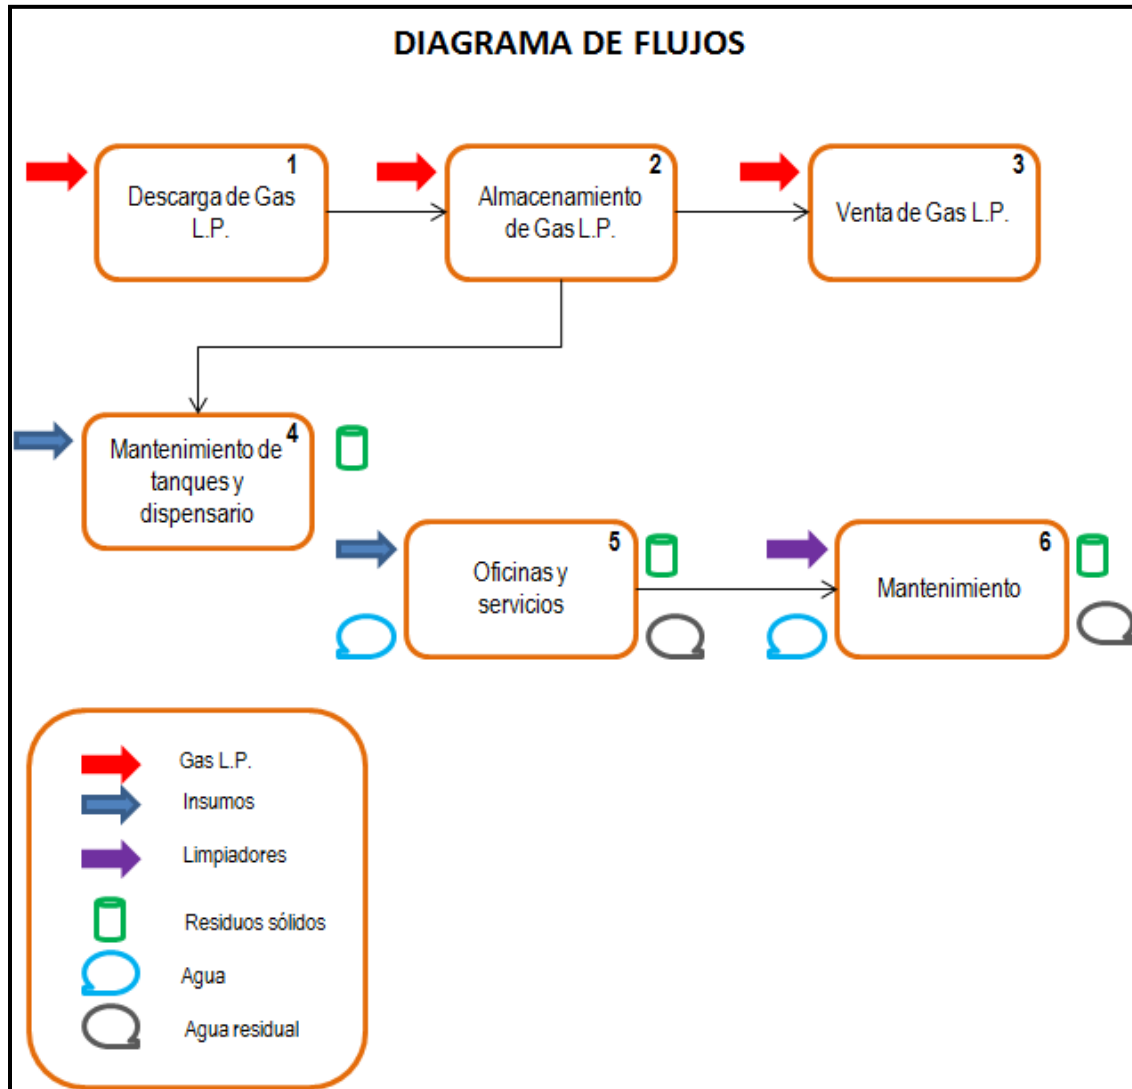 DIAGRAMA DE FLUJOS
1
Descarga de Gas
L.P.
2
Almacenamiento
de Gas L.P.
3
Venta de Gas L.P.
4
Mantenimiento de
tanques y
dispensario
5
Oficinas y
servicios
6
Mantenimiento
Gas L.P.
Insumos
Limpiadores
Residuos sólidos
Agua
Agua residual